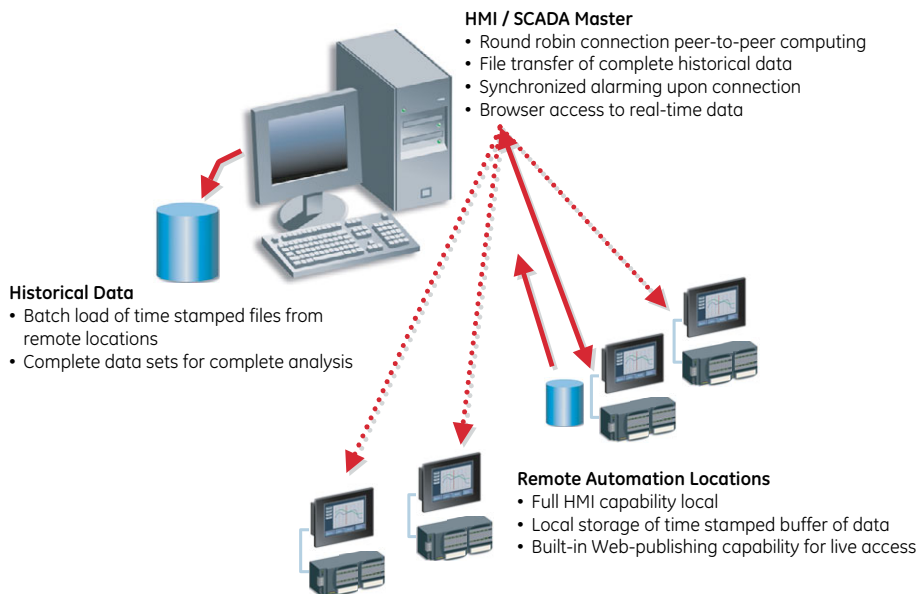 HMI / SCADA Master
• Round robin connection peer-to-peer computing
• File transfer of complete historical data
• Synchronized alarming upon connection
• Browser access to real-time data
Historical Data
• Batch load of time stamped files from
remote locations
• Complete data sets for complete analysis
Remote Automation Locations
• Full HMI capability local
• Local storage of time stamped buffer of data
• Built-in Web-publishing capability for live access